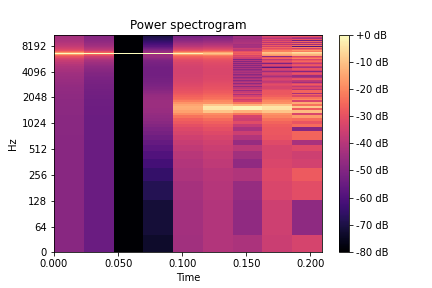 Power spectrogram
8192
4096
2048
1024
512
256
128
64
0
Hz
0.000 0.050 0.100 0.150 0.200
Time
+0 dB
-10 dB
-20 dB
-30 dB
-40 dB
-50 dB
-60 dB
-70 dB
-80 dB